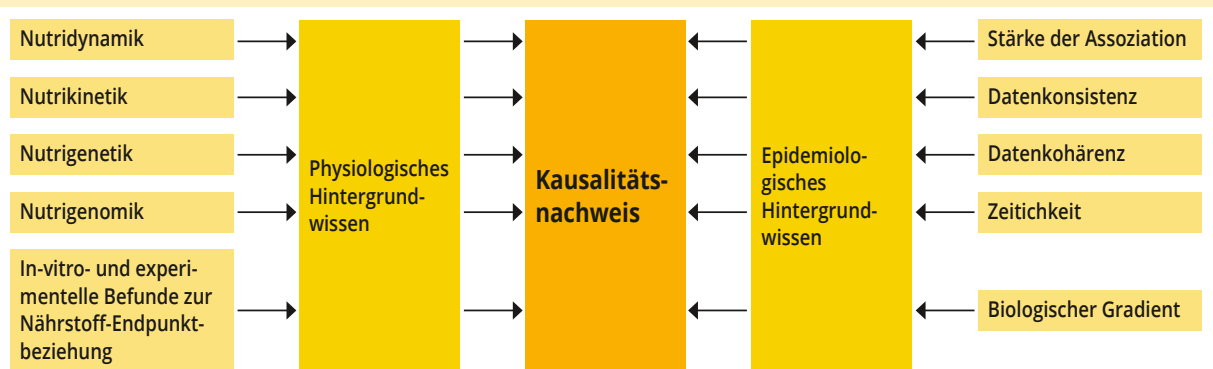 Nutridynamik
Nutrikinetik
Nutrigenetik
Nutrigenomik
In-vitro- und experi-
mentelle Befunde zur
Nährstoff-Endpunkt-
beziehung
Physiologisches
Hintergrund-
wissen
Kausalitäts-
nachweis
Epidemiolo-
gisches
Hintergrund-
wissen
Stärke der Assoziation
Datenkonsistenz
Datenkohärenz
Zeitichkeit
Biologischer Gradient